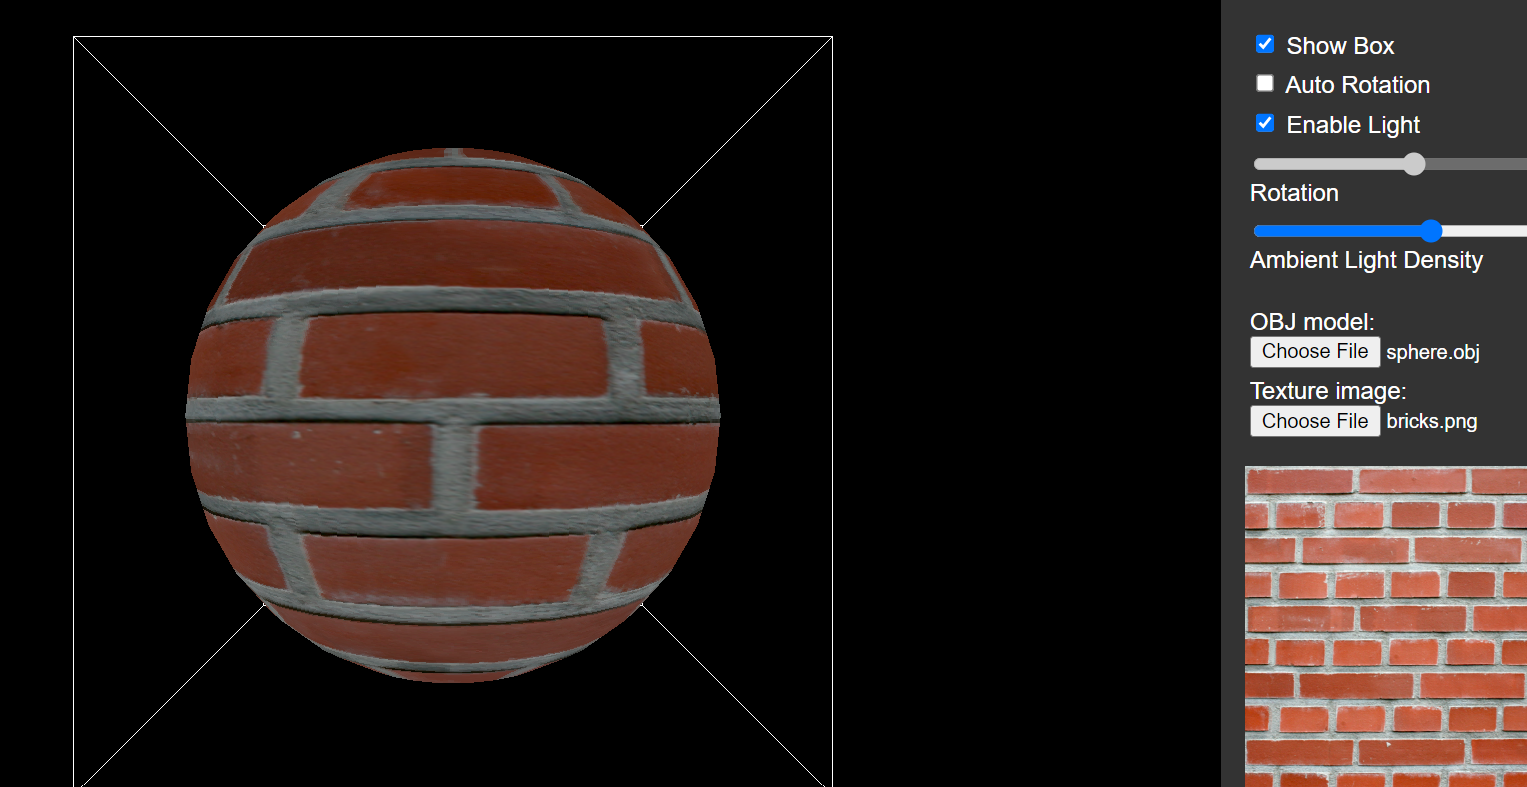 Show Box
Auto Rotation
Enable Light
Rotation
Ambient Light Density
OBJ model:
Choose File sphere.obj
Texture image:
Choose File bricks.png